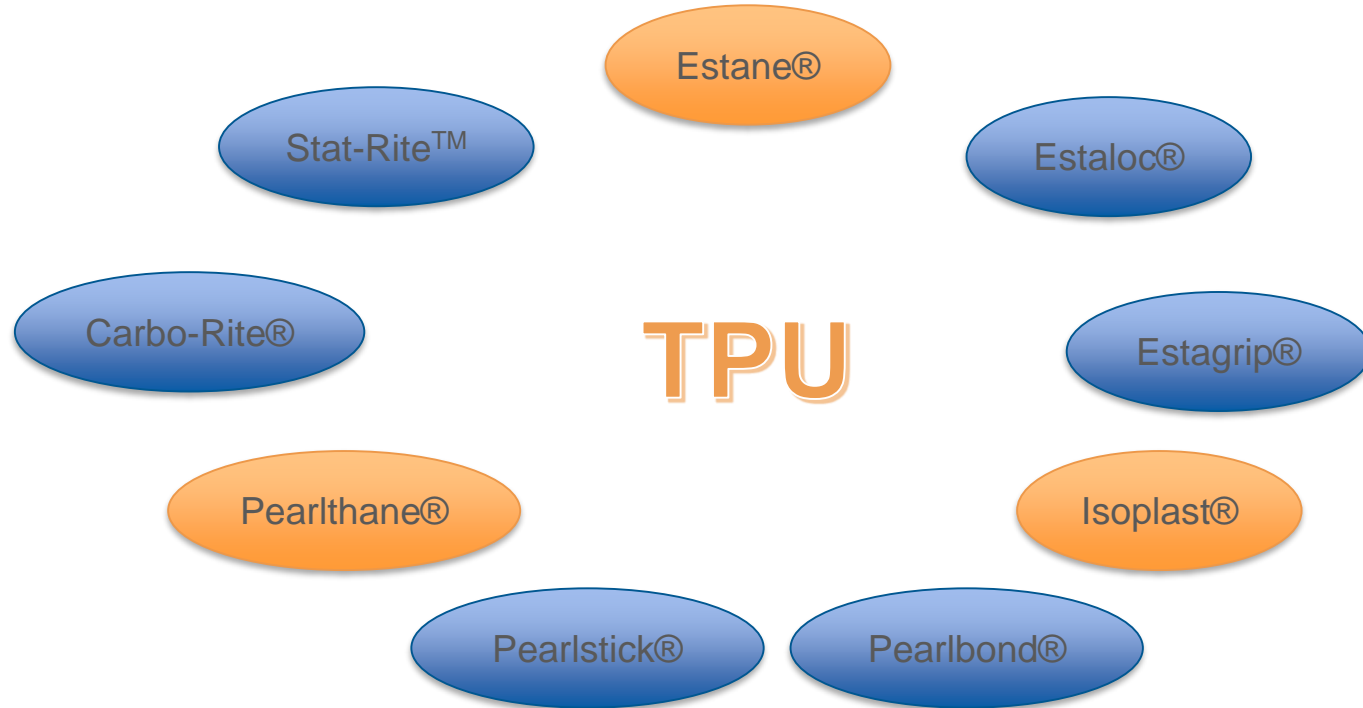 Estane®
Stat-Rite™
Estaloc®
Carbo-Rite®
TPU
Estagrip®
Pearlthane®
Isoplast®
Pearlstick®
Pearlbond®